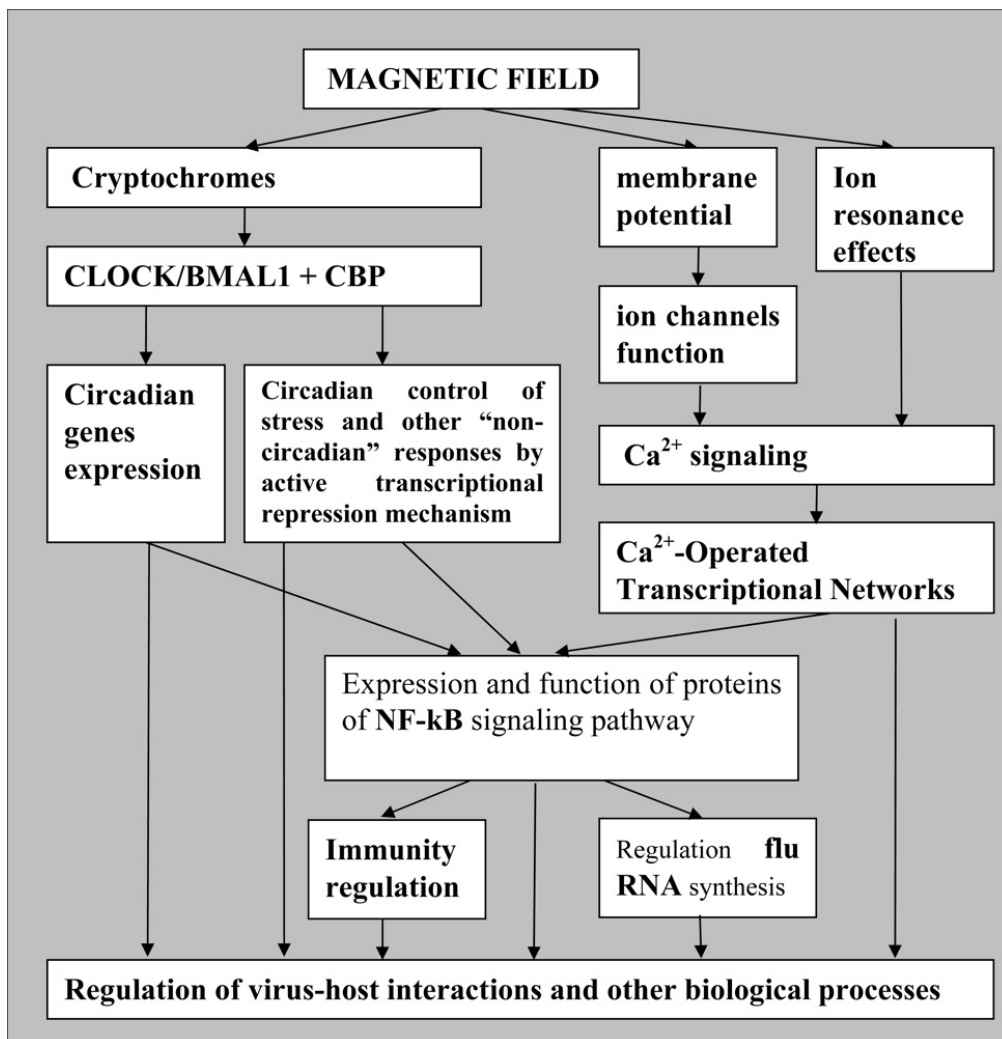 MAGNETIC FIELD
Cryptochromes
membrane
potential
Ion
resonance
effects
CLOCK/BMAL1 + CBP
ion channels
function
Circadian
genes
expression
Circadian control of
stress and other “non-
circadian” responses by
active transcriptional
repression mechanism
Ca²⁺ signaling
Ca²⁺-Operated
Transcriptional Networks
Expression and function of proteins
of NF-kB signaling pathway
Immunity
regulation
Regulation flu
RNA synthesis
Regulation of virus-host interactions and other biological processes